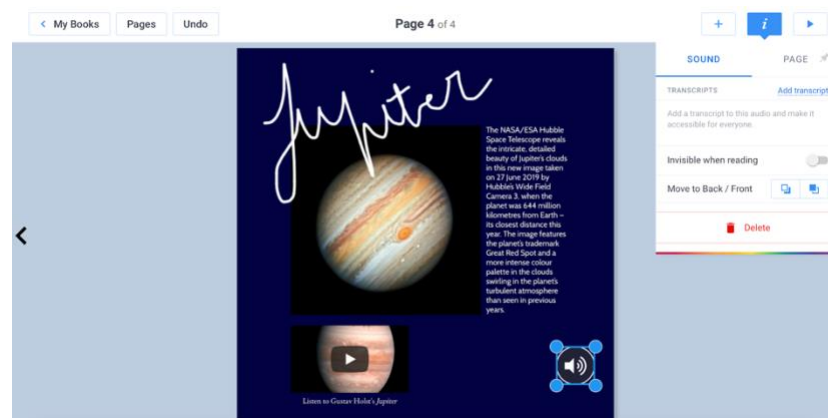 My Books
Pages
Undo
Page 4 of 4
i
SOUND
PAGE
TRANSCRIPTS
Add transcript
Add a transcript to this audio and make it
accessible for everyone.
Invisible when reading
Move to Back / Front
Delete
Jupiter
The NASA/ESA Hubble
Space Telescope reveals
the intricate, detailed
beauty of Jupiter's clouds
in this new image taken
on 27 June 2019 by
Hubble's Wide Field
Camera 3, when the
planet was 644 million
kilometres from Earth –
its closest distance this
year. The image features
the planet's trademark
Great Red Spot and a
more intense colour
palette in the clouds
swirling in the planet's
turbulent atmosphere
than seen in previous
years.
Listen to Gustav Holst's Jupiter